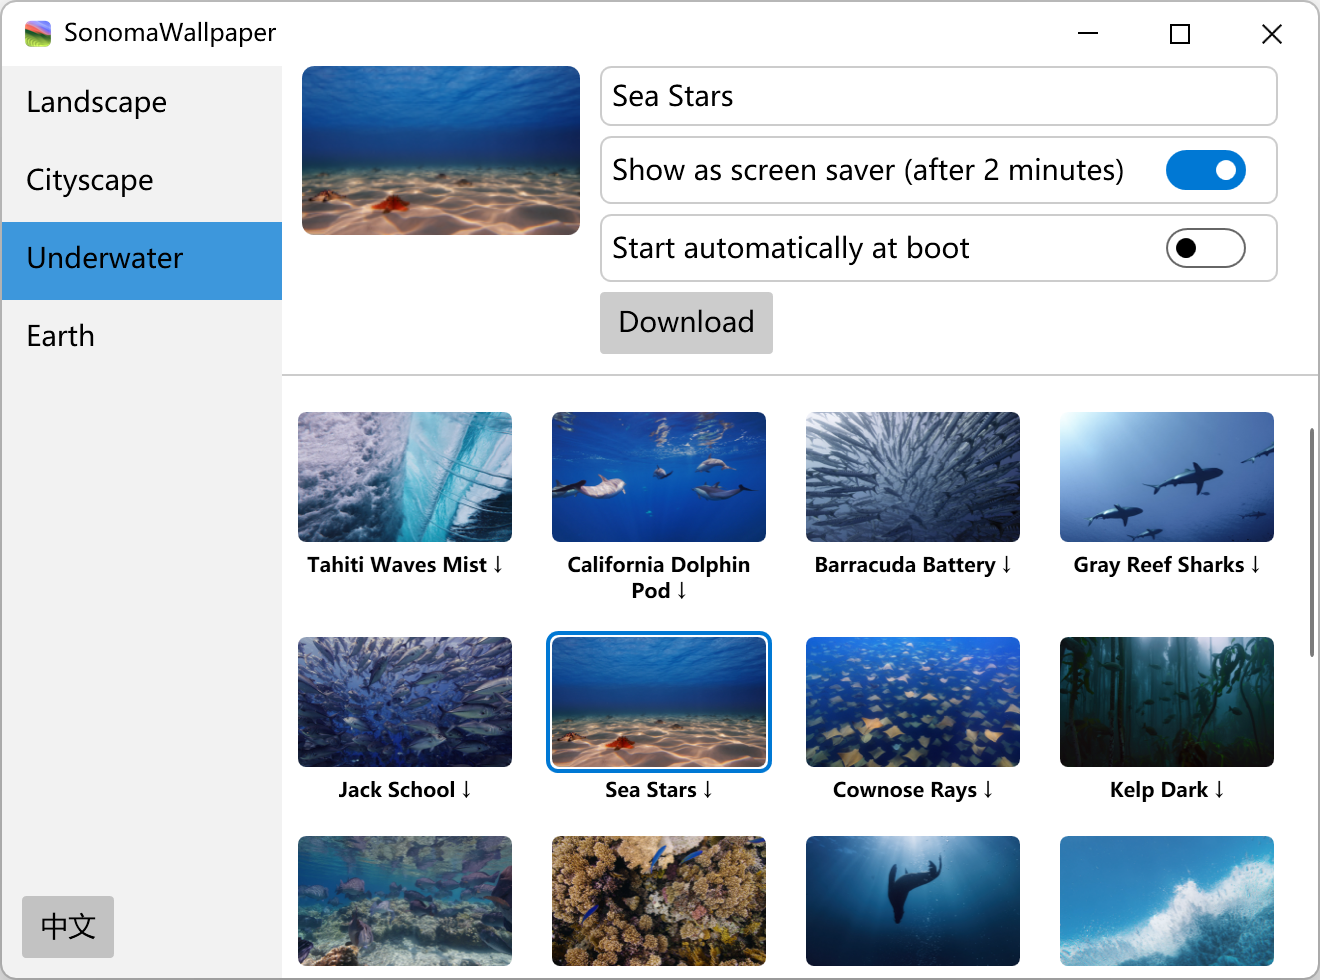 SonomaWallpaper
Landscape
Cityscape
Underwater
Earth
中文
Sea Stars
Show as screen saver (after 2 minutes)
Start automatically at boot
Download
Tahiti Waves Mist ↓
California Dolphin
Pod ↓
Barracuda Battery ↓
Gray Reef Sharks ↓
Jack School ↓
Sea Stars ↓
Cownose Rays ↓
Kelp Dark ↓